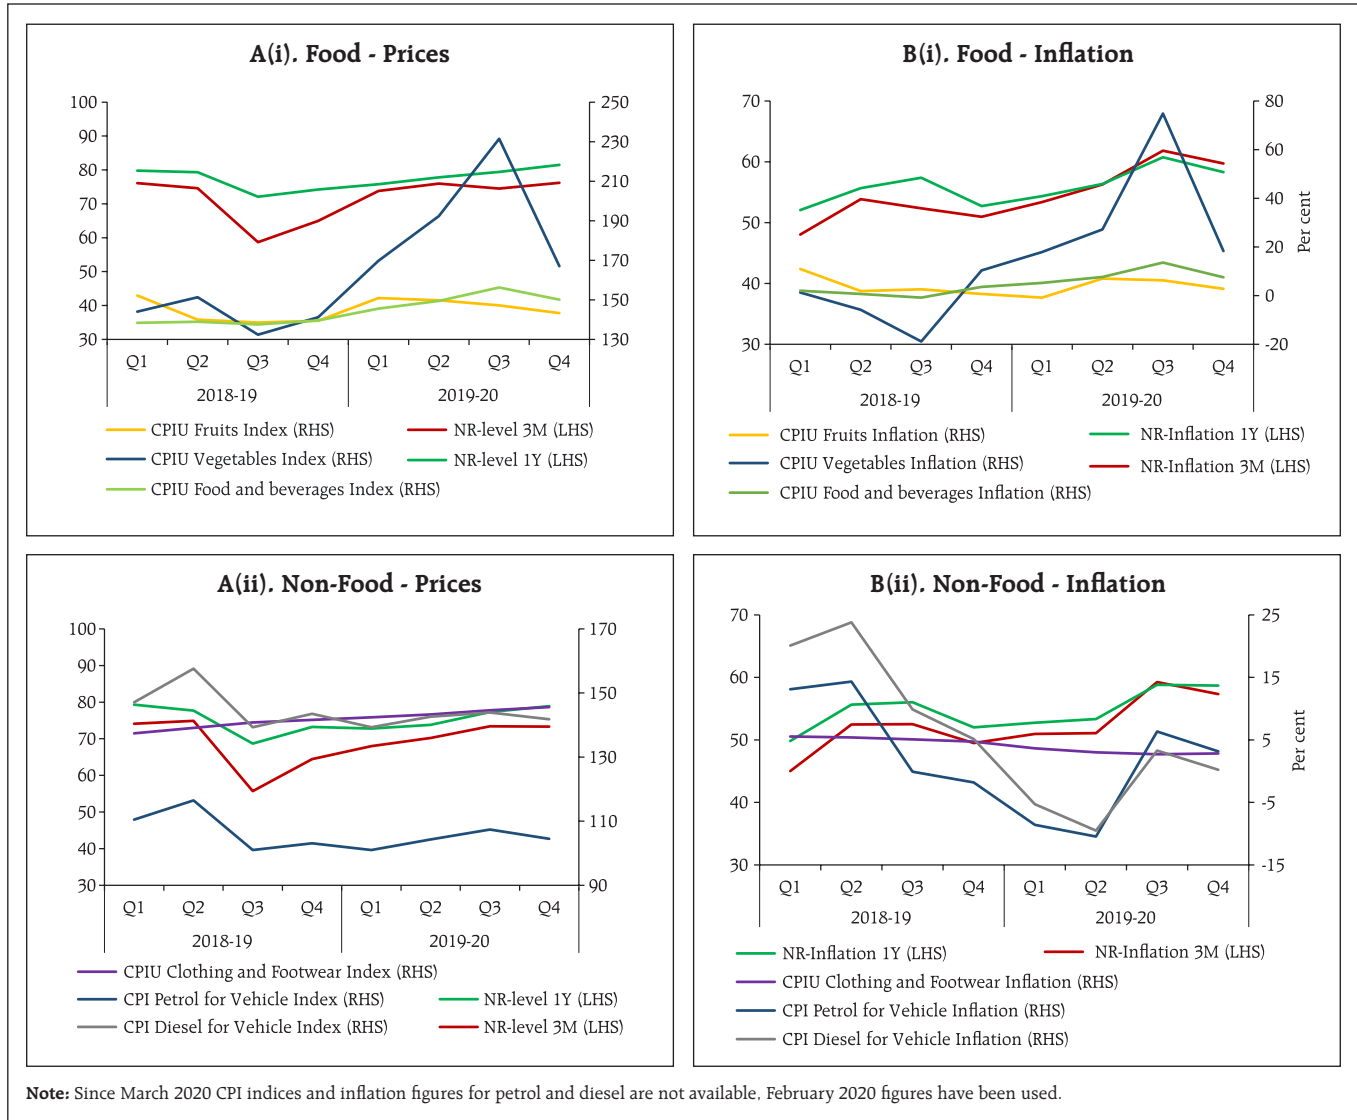 A(i). Food - Prices
100
90
80
70
60
50
40
30
250
230
210
190
170
150
130
Q1 Q2 Q3 Q4 Q1 Q2 Q3 Q4
2018-19 2019-20
CPIU Fruits Index (RHS) NR-level 3M (LHS)
CPIU Vegetables Index (RHS) NR-level 1Y (LHS)
CPIU Food and beverages Index (RHS)
B(i). Food - Inflation
70
60
50
40
30
80
60
40
20
0
-20
Per cent
Q1 Q2 Q3 Q4 Q1 Q2 Q3 Q4
2018-19 2019-20
CPIU Fruits Inflation (RHS) NR-Inflation 1Y (LHS)
CPIU Vegetables Inflation (RHS) NR-Inflation 3M (LHS)
CPIU Food and beverages Inflation (RHS)
A(ii). Non-Food - Prices
100
90
80
70
60
50
40
30
170
150
130
110
90
Q1 Q2 Q3 Q4 Q1 Q2 Q3 Q4
2018-19 2019-20
CPIU Clothing and Footwear Index (RHS)
CPI Petrol for Vehicle Index (RHS) NR-level 1Y (LHS)
CPI Diesel for Vehicle Index (RHS) NR-level 3M (LHS)
B(ii). Non-Food - Inflation
70
60
50
40
30
25
15
5
-5
-15
Per cent
Q1 Q2 Q3 Q4 Q1 Q2 Q3 Q4
2018-19 2019-20
NR-Inflation 1Y (LHS) NR-Inflation 3M (LHS)
CPIU Clothing and Footwear Inflation (RHS)
CPI Petrol for Vehicle Inflation (RHS)
CPI Diesel for Vehicle Inflation (RHS)
Note: Since March 2020 CPI indices and inflation figures for petrol and diesel are not available, February 2020 figures have been used.